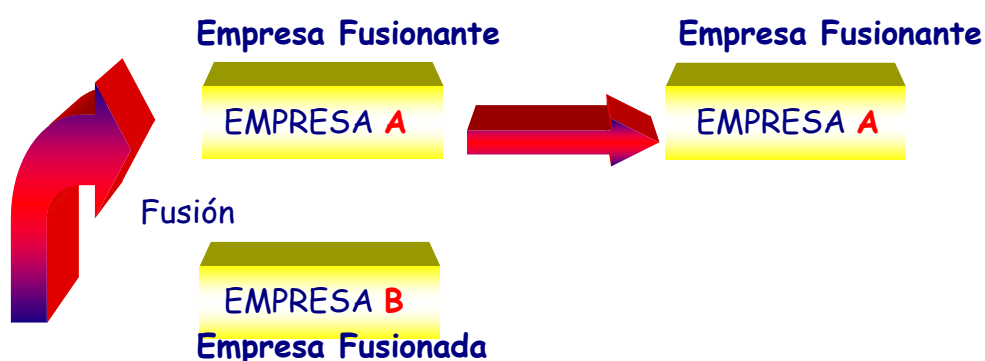 Empresa Fusionante
Empresa Fusionante
EMPRESA A
EMPRESA A
Fusión
EMPRESA B
Empresa Fusionada